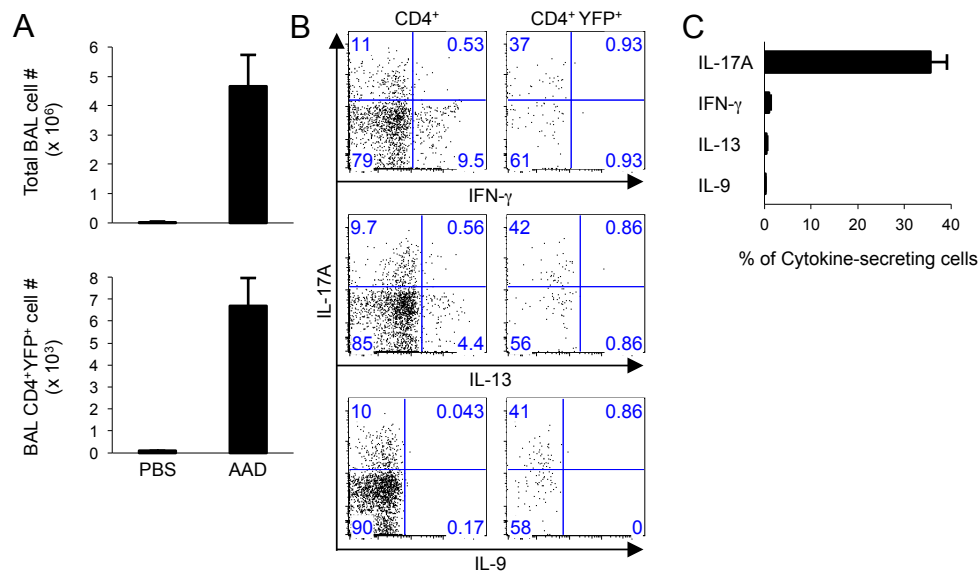 A
Total BAL cell #
(x 10⁶)
6
5
4
3
2
1
0
BAL CD4⁺YFP⁺ cell #
(x 10³)
8
7
6
5
4
3
2
1
0
PBS AAD
B
CD4⁺ CD4⁺ YFP⁺
11 0.53 37 0.93
79 9.5 61 0.93
IFN-γ
9.7 0.56 42 0.86
85 4.4 56 0.86
IL-17A
IL-13
10 0.043 41 0.86
90 0.17 58 0
IL-9
C
IL-17A
IFN-γ
IL-13
IL-9
0 10 20 30 40
% of Cytokine-secreting cells